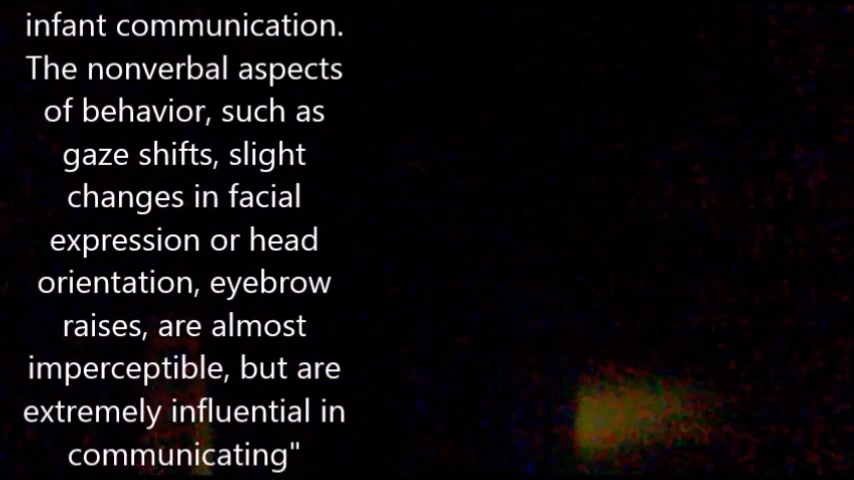 infant communication.
The nonverbal aspects
of behavior, such as
gaze shifts, slight
changes in facial
expression or head
orientation, eyebrow
raises, are almost
imperceptible, but are
extremely influential in
communicating"